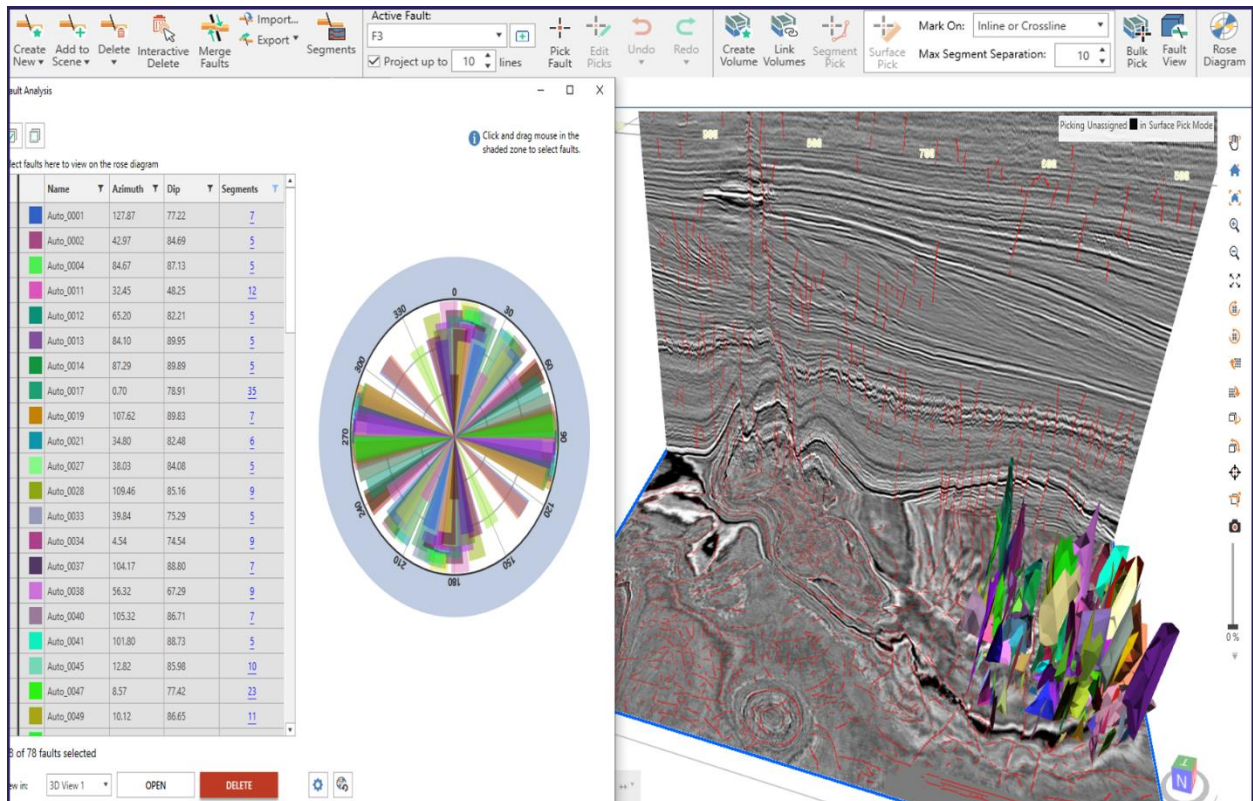 Create New
Add to Scene
Delete
Interactive Delete
Merge Faults
Import...
Export
Segments
Active Fault:
F3
Project up to 10 lines
Pick Fault
Edit Picks
Undo
Redo
Create Volume
Link Volumes
Segment Pick
Surface Pick
Mark On: Inline or Crossline
Max Segment Separation: 10
Bulk Pick
Fault View
Rose Diagram
ault Analysis
Click and drag mouse in the
shaded zone to select faults.
lect faults here to view on the rose diagram
Name Azimuth Dip Segments
Auto_0001 127.87 77.22 7
Auto_0002 42.97 84.69 5
Auto_0004 84.67 87.13 5
Auto_0011 32.45 48.25 12
Auto_0012 65.20 82.21 5
Auto_0013 84.10 89.95 5
Auto_0014 87.29 89.89 5
Auto_0017 0.70 78.91 35
Auto_0019 107.62 89.83 7
Auto_0021 34.80 82.48 6
Auto_0027 38.03 84.08 5
Auto_0028 109.46 85.16 9
Auto_0033 39.84 75.29 5
Auto_0034 4.54 74.54 9
Auto_0037 104.17 88.80 7
Auto_0038 56.32 67.29 9
Auto_0040 105.32 86.71 7
Auto_0041 101.80 88.73 5
Auto_0045 12.82 85.98 10
Auto_0047 8.57 77.42 23
Auto_0049 10.12 86.65 11
8 of 78 faults selected
ew in: 3D View 1 OPEN DELETE
0
30
60
90
120
150
180
210
240
270
300
330
Picking Unassigned in Surface Pick Mode
700
0 %
N